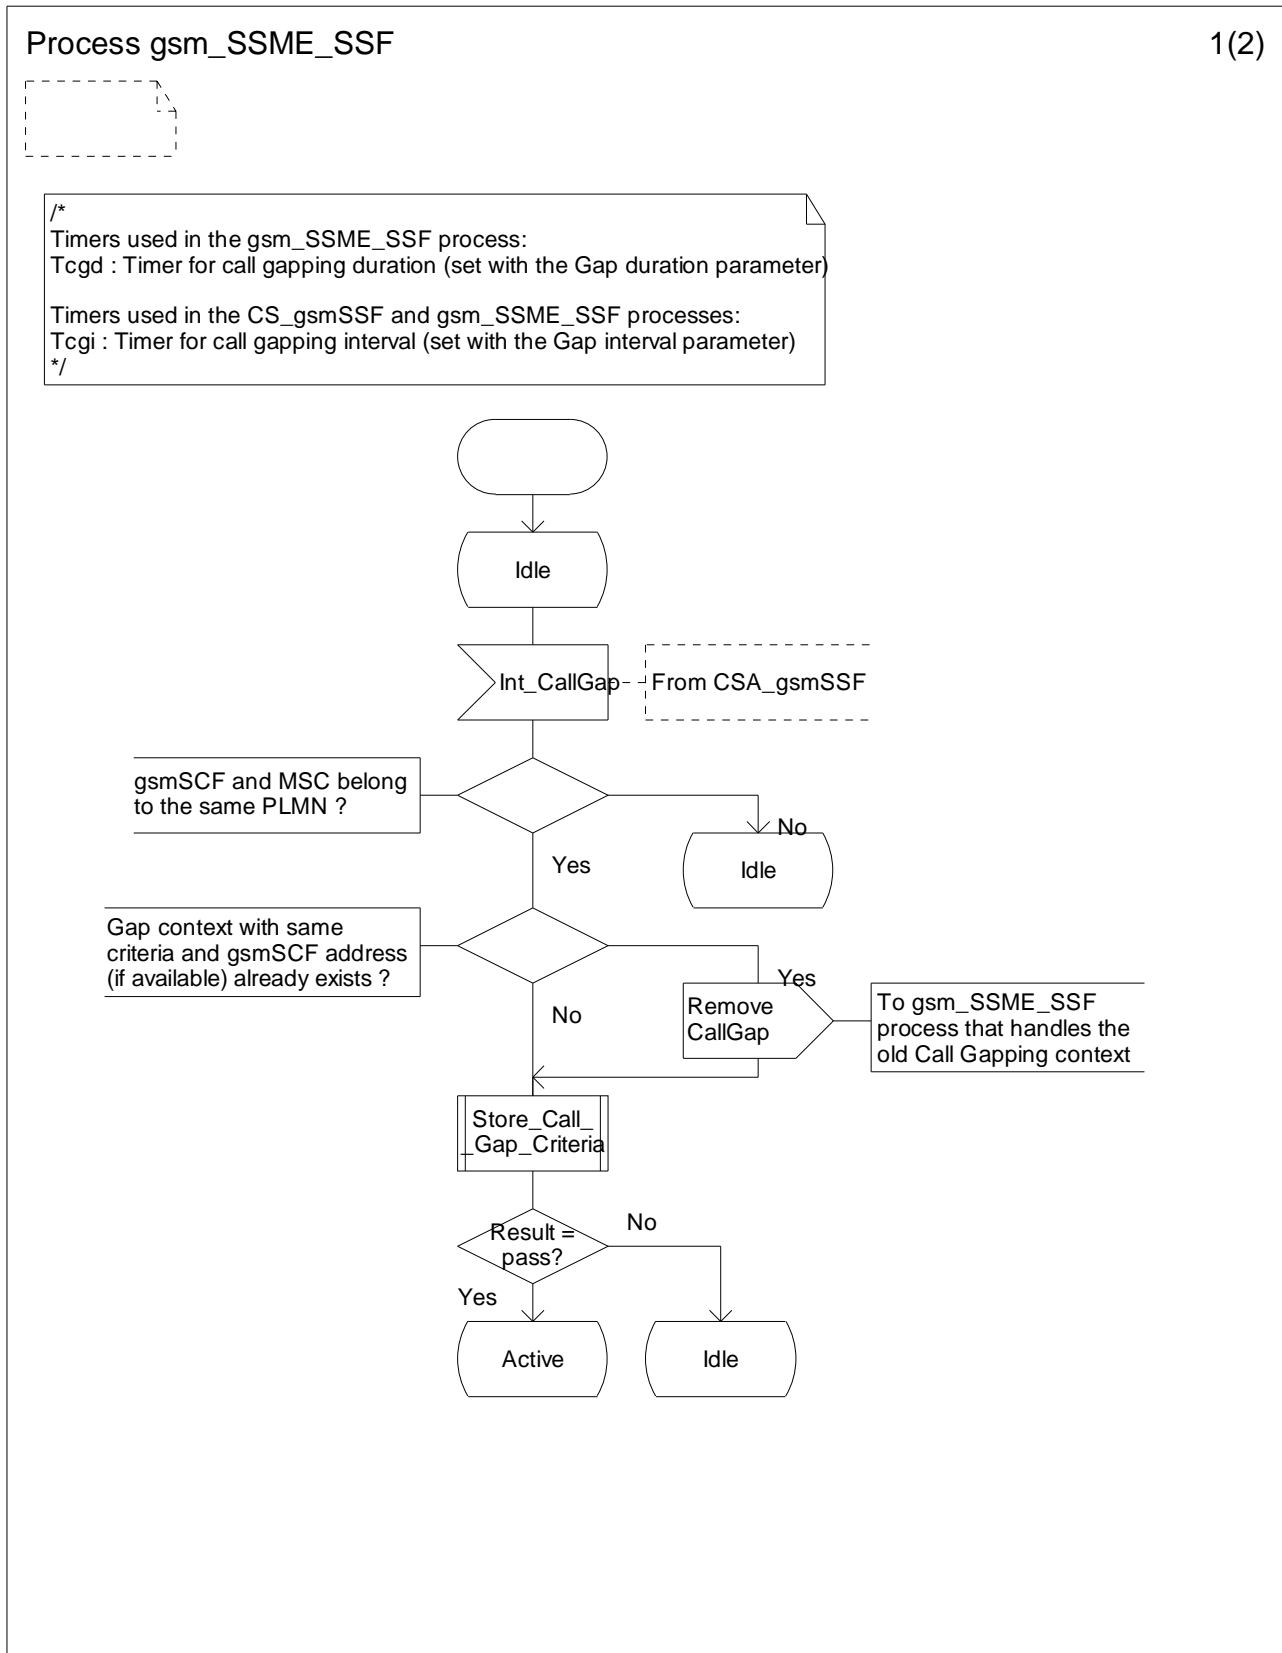 Process gsm_SSME_SSF
1(2)
/*
Timers used in the gsm_SSME_SSF process:
Tcgd : Timer for call gapping duration (set with the Gap duration parameter)
Timers used in the CS_gsmSSF and gsm_SSME_SSF processes:
Tcgi : Timer for call gapping interval (set with the Gap interval parameter)
*/
Idle
Int_CallGap
From CSA_gsmSSF
gsmSCF and MSC belong
to the same PLMN ?
No
Idle
Yes
Gap context with same
criteria and gsmSCF address
(if available) already exists ?
Yes
No
Remove
CallGap
To gsm_SSME_SSF
process that handles the
old Call Gapping context
Store_Call_
_Gap_Criteria
Result =
pass?
No
Yes
Active
Idle